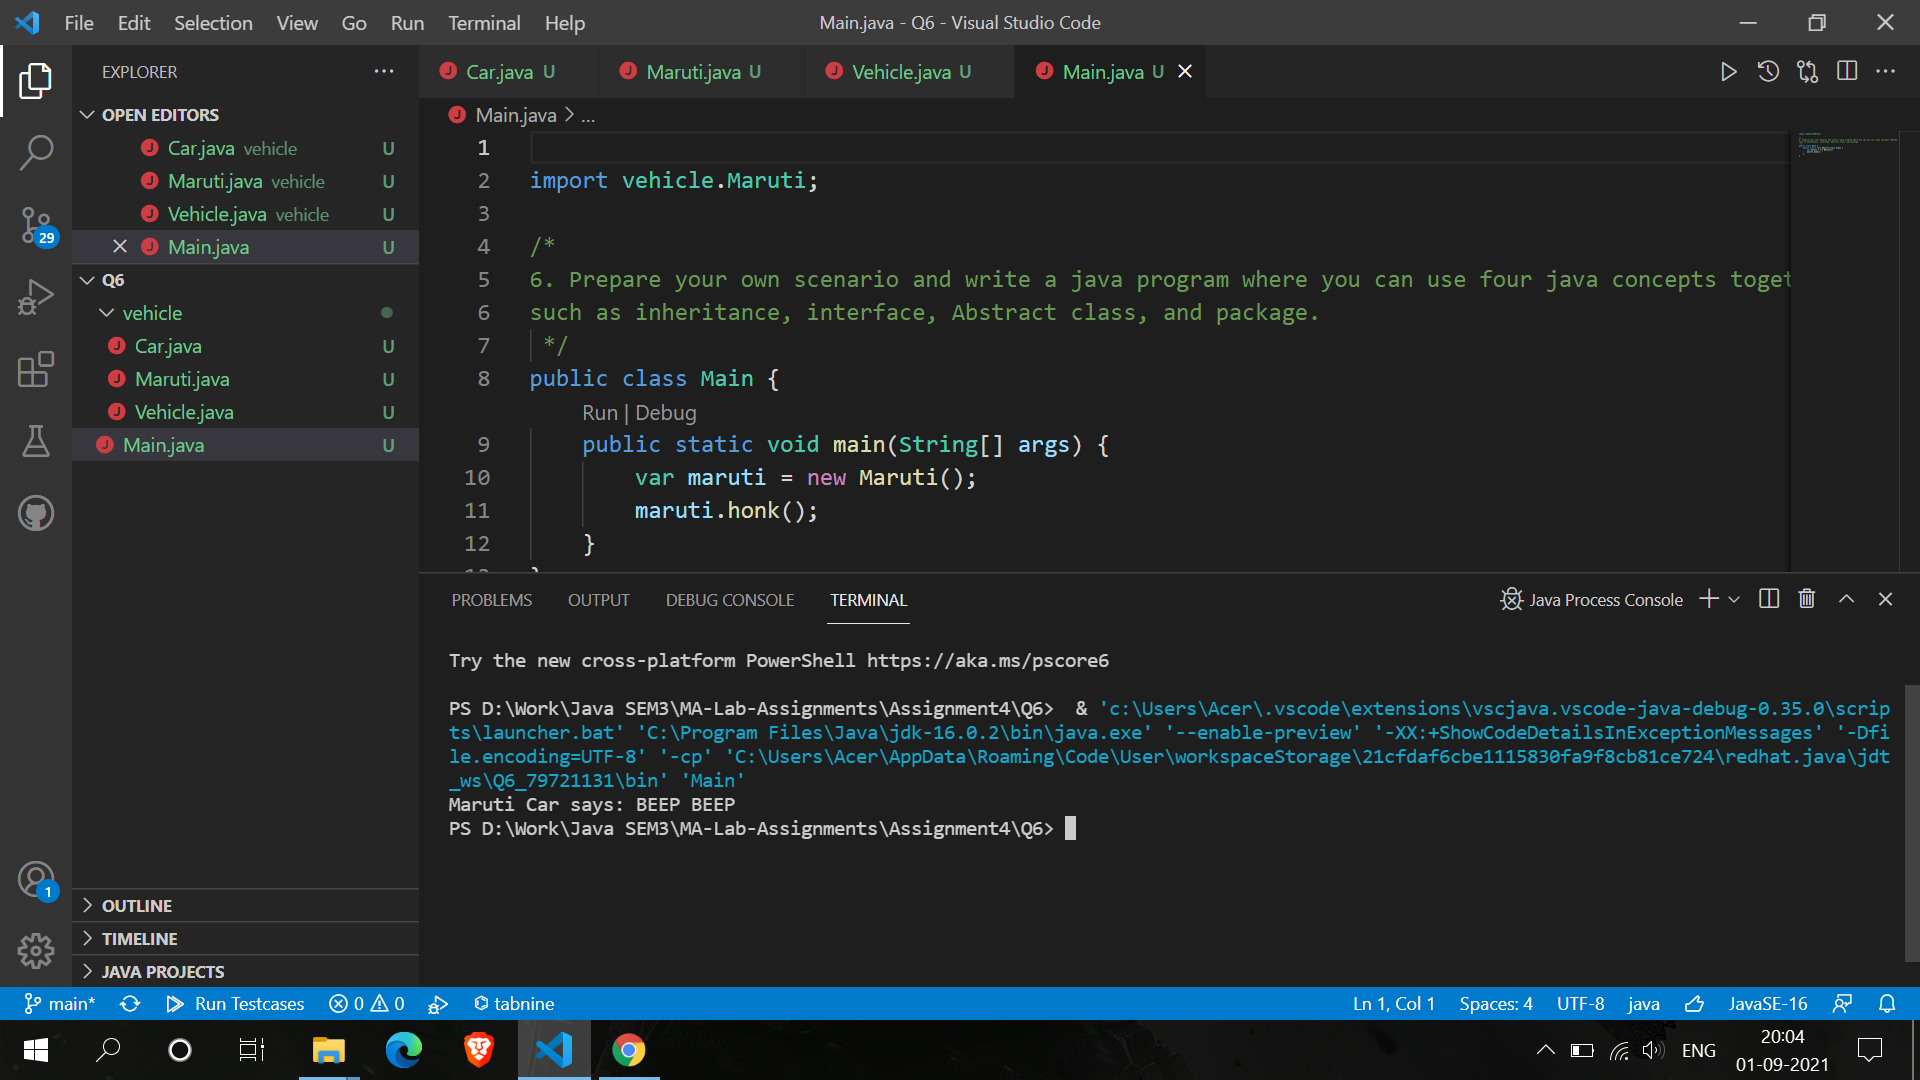 File Edit Selection View Go Run Terminal Help
Main.java - Q6 - Visual Studio Code
EXPLORER
OPEN EDITORS
Car.java vehicle U
Maruti.java vehicle U
Vehicle.java vehicle U
Main.java U
Q6
vehicle
Car.java U
Maruti.java U
Vehicle.java U
Main.java U
29
1
OUTLINE
TIMELINE
JAVA PROJECTS
Car.java U Maruti.java U Vehicle.java U Main.java U
Main.java > ...
1
2 import vehicle.Maruti;
3
4 /*
5 6. Prepare your own scenario and write a java program where you can use four java concepts toget
6 such as inheritance, interface, Abstract class, and package.
7 */
8 public class Main {
Run | Debug
9 public static void main(String[] args) {
10 var maruti = new Maruti();
11 maruti.honk();
12 }
PROBLEMS OUTPUT DEBUG CONSOLE TERMINAL
Java Process Console
Try the new cross-platform PowerShell https://aka.ms/pscore6
PS D:\Work\Java SEM3\MA-Lab-Assignments\Assignment4\Q6> & 'c:\Users\Acer\.vscode\extensions\vscjava.vscode-java-debug-0.35.0\scrip
ts\launcher.bat' 'C:\Program Files\Java\jdk-16.0.2\bin\java.exe' '--enable-preview' '-XX:+ShowCodeDetailsInExceptionMessages' '-Dfi
le.encoding=UTF-8' '-cp' 'C:\Users\Acer\AppData\Roaming\Code\User\workspaceStorage\21cfdaf6cbe1115830fa9f8cb81ce724\redhat.java\jdt
_ws\Q6_79721131\bin' 'Main'
Maruti Car says: BEEP BEEP
PS D:\Work\Java SEM3\MA-Lab-Assignments\Assignment4\Q6>
main* Run Testcases 0 0 tabnine
Ln 1, Col 1 Spaces: 4 UTF-8 java JavaSE-16
ENG
20:04
01-09-2021